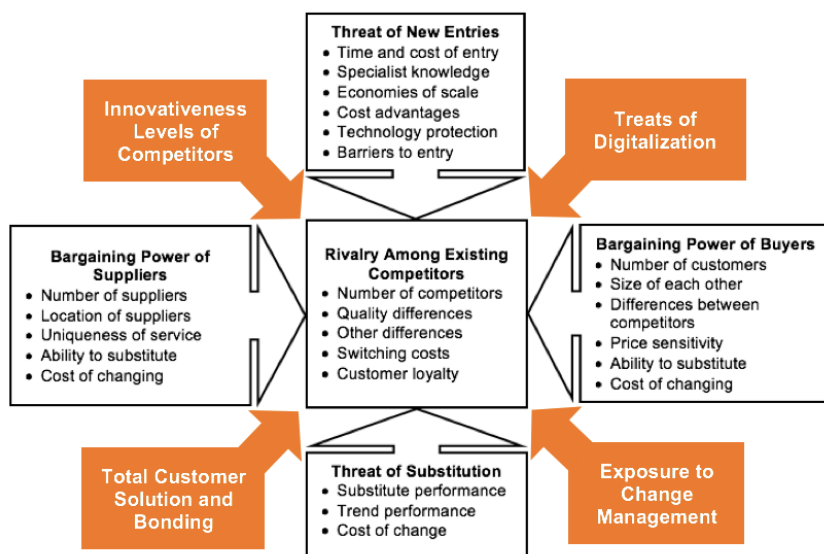 Threat of New Entries
• Time and cost of entry
• Specialist knowledge
• Economies of scale
• Cost advantages
• Technology protection
• Barriers to entry
Innovativeness
Levels of
Competitors
Treats of
Digitalization
Bargaining Power of
Suppliers
• Number of suppliers
• Location of suppliers
• Uniqueness of service
• Ability to substitute
• Cost of changing
Rivalry Among Existing
Competitors
• Number of competitors
• Quality differences
• Other differences
• Switching costs
• Customer loyalty
Bargaining Power of Buyers
• Number of customers
• Size of each other
• Differences between
competitors
• Price sensitivity
• Ability to substitute
• Cost of changing
Total Customer
Solution and
Bonding
Threat of Substitution
• Substitute performance
• Trend performance
• Cost of change
Exposure to
Change
Management